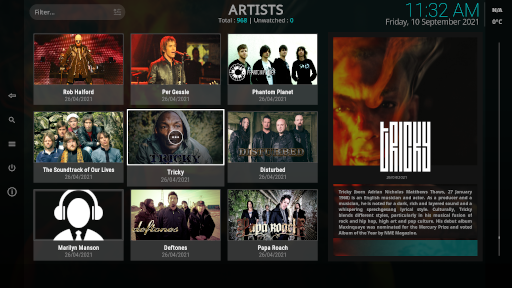 Filter...
ARTISTS
Total : 968 | Unwatched : 0
11:32 AM
Friday, 10 September 2021
N/A
0°C
Rob Halford
26/04/2021
Per Gessle
26/04/2021
Phantom Planet
26/04/2021
The Soundtrack of Our Lives
26/04/2021
TRICKY
Tricky
26/04/2021
DISTURBED
Disturbed
26/04/2021
Marilyn Manson
26/04/2021
deftones
Deftones
26/04/2021
Papa Roach
Papa Roach
26/04/2021
TRICKY
Tricky (born Adrian Nicholas Matthews Thaws, 27 January
1968) is an English musician and actor. As a producer and a
musician, he is noted for a dark, rich and layered sound and a
whispering sprechgesang lyrical style. Culturally, Tricky
blends different styles, particularly in his musical fusion of
rock and hip hop, high art and pop culture. His debut album
Maxinquaye was nominated for the Mercury Prize and voted
Album of the Year by NME Magazine.